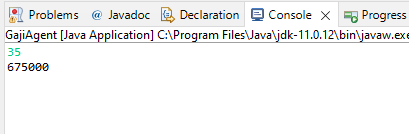 Problems Javadoc Declaration Console Progress
GajiAgent [Java Application] C:\Program Files\Java\jdk-11.0.12\bin\javaw.exe
35
675000